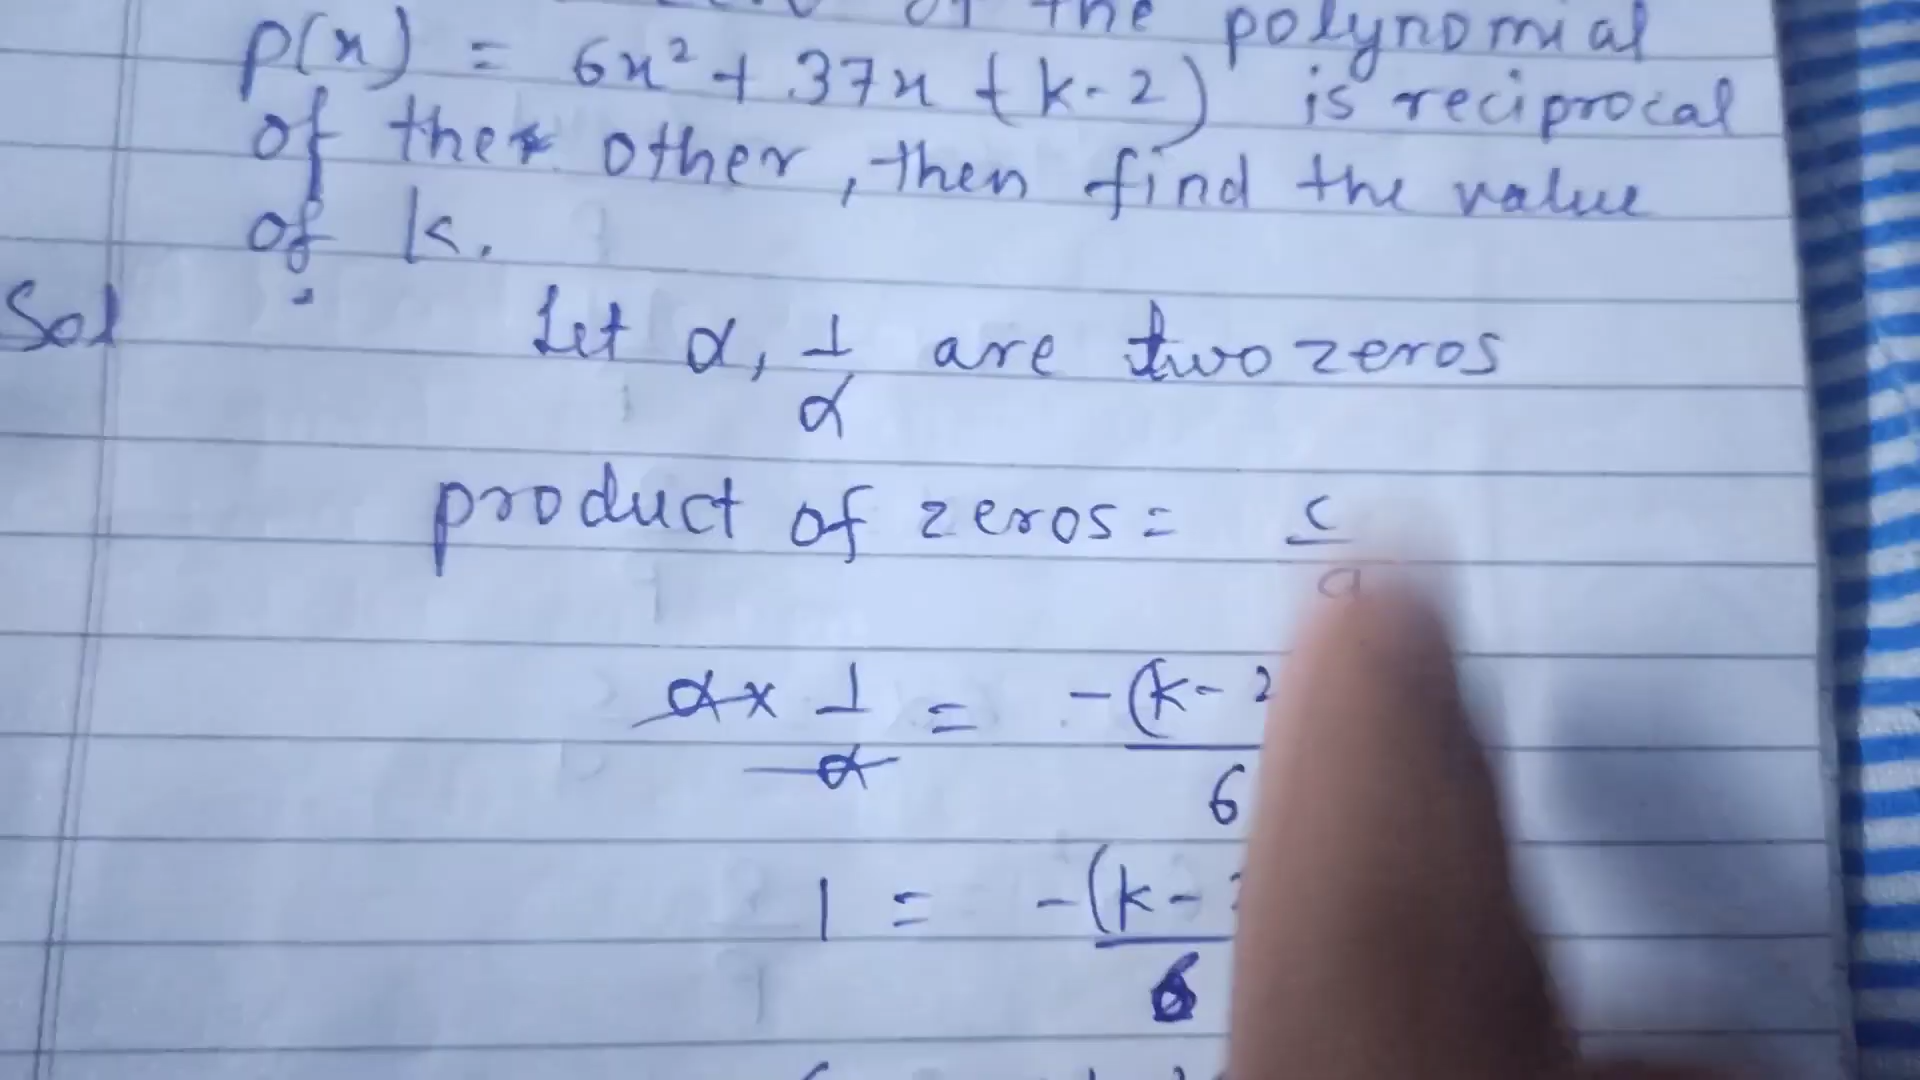 of the polynomial
p(x) = 6x² + 37x + (k-2) is reciprocal
of the other, then find the value
of k.
Sol Let α, 1/α are two zeros
product of zeros = c/a
α x 1/α = -(k-2 / 6
1 = -(k- / 6